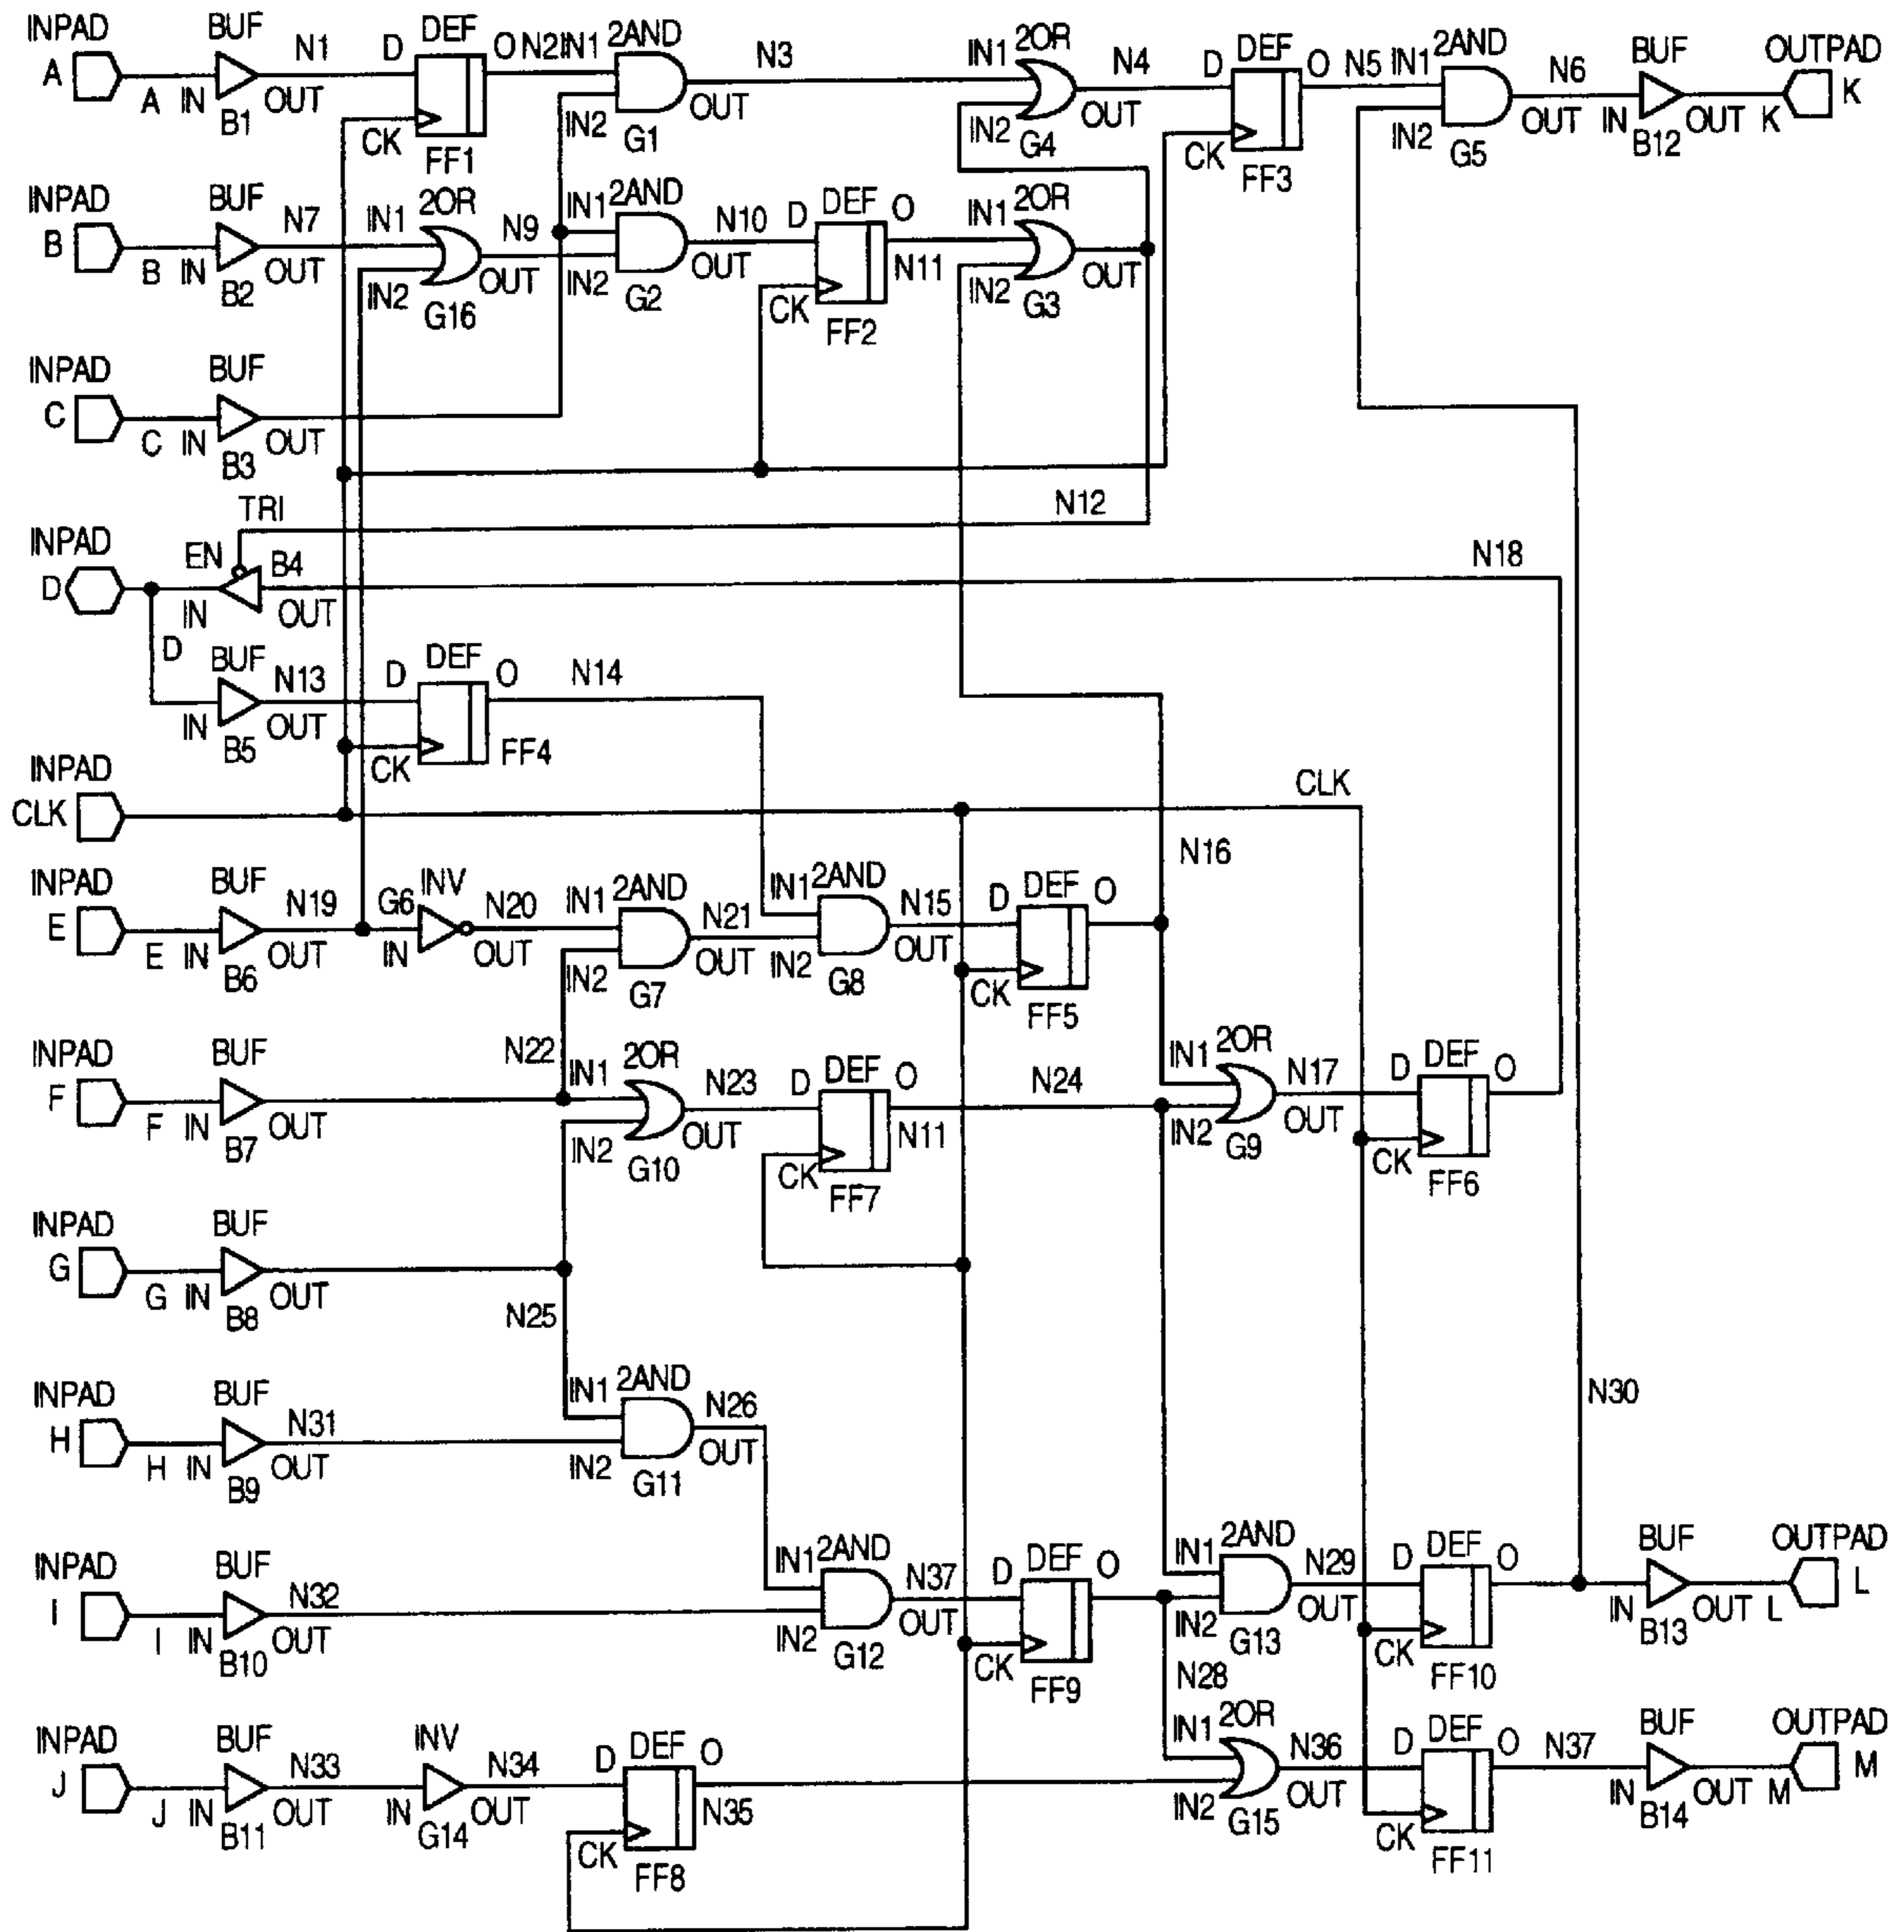 INPAD BUF DEF 2AND 2OR DEF 2AND BUF OUTPAD
A A IN B1 OUT N1 D O N2 IN1 IN2 G1 OUT N3 IN1 IN2 G4 OUT N4 D O N5 IN1 IN2 G5 OUT N6 IN B12 OUT K K
CK FF1 CK FF3
INPAD BUF 2OR 2AND DEF 2OR
B B IN B2 OUT N7 IN1 IN2 G16 OUT N9 IN1 IN2 G2 OUT N10 D O N11 IN1 IN2 G3 OUT
CK FF2
INPAD BUF
C C IN B3 OUT
TRI N12
INPAD EN B4 N18
D IN OUT
D BUF N13 D DEF O N14
IN B5 OUT CK FF4
INPAD
CLK CLK
N16
INPAD BUF INV 2AND 2AND DEF
E E IN B6 OUT N19 G6 IN OUT N20 IN1 IN2 G7 OUT N21 IN1 IN2 G8 OUT N15 D O
CK FF5
INPAD BUF N22 2OR DEF 2OR DEF
F F IN B7 OUT IN1 IN2 G10 OUT N23 D O N11 N24 IN1 IN2 G9 OUT N17 D O
CK FF7 CK FF6
INPAD BUF
G G IN B8 OUT
N25
INPAD BUF 2AND N30
H H IN B9 OUT N31 IN1 IN2 G11 OUT N26
INPAD BUF 2AND DEF 2AND DEF BUF OUTPAD
I I IN B10 OUT N32 IN1 IN2 G12 OUT N37 D O IN1 IN2 G13 OUT N29 D O IN B13 OUT L L
CK FF9 N28 CK FF10
INPAD BUF INV DEF 2OR DEF BUF OUTPAD
J J IN B11 OUT N33 IN G14 OUT N34 D O N35 IN1 IN2 G15 OUT N36 D O N37 IN B14 OUT M M
CK FF8 CK FF11